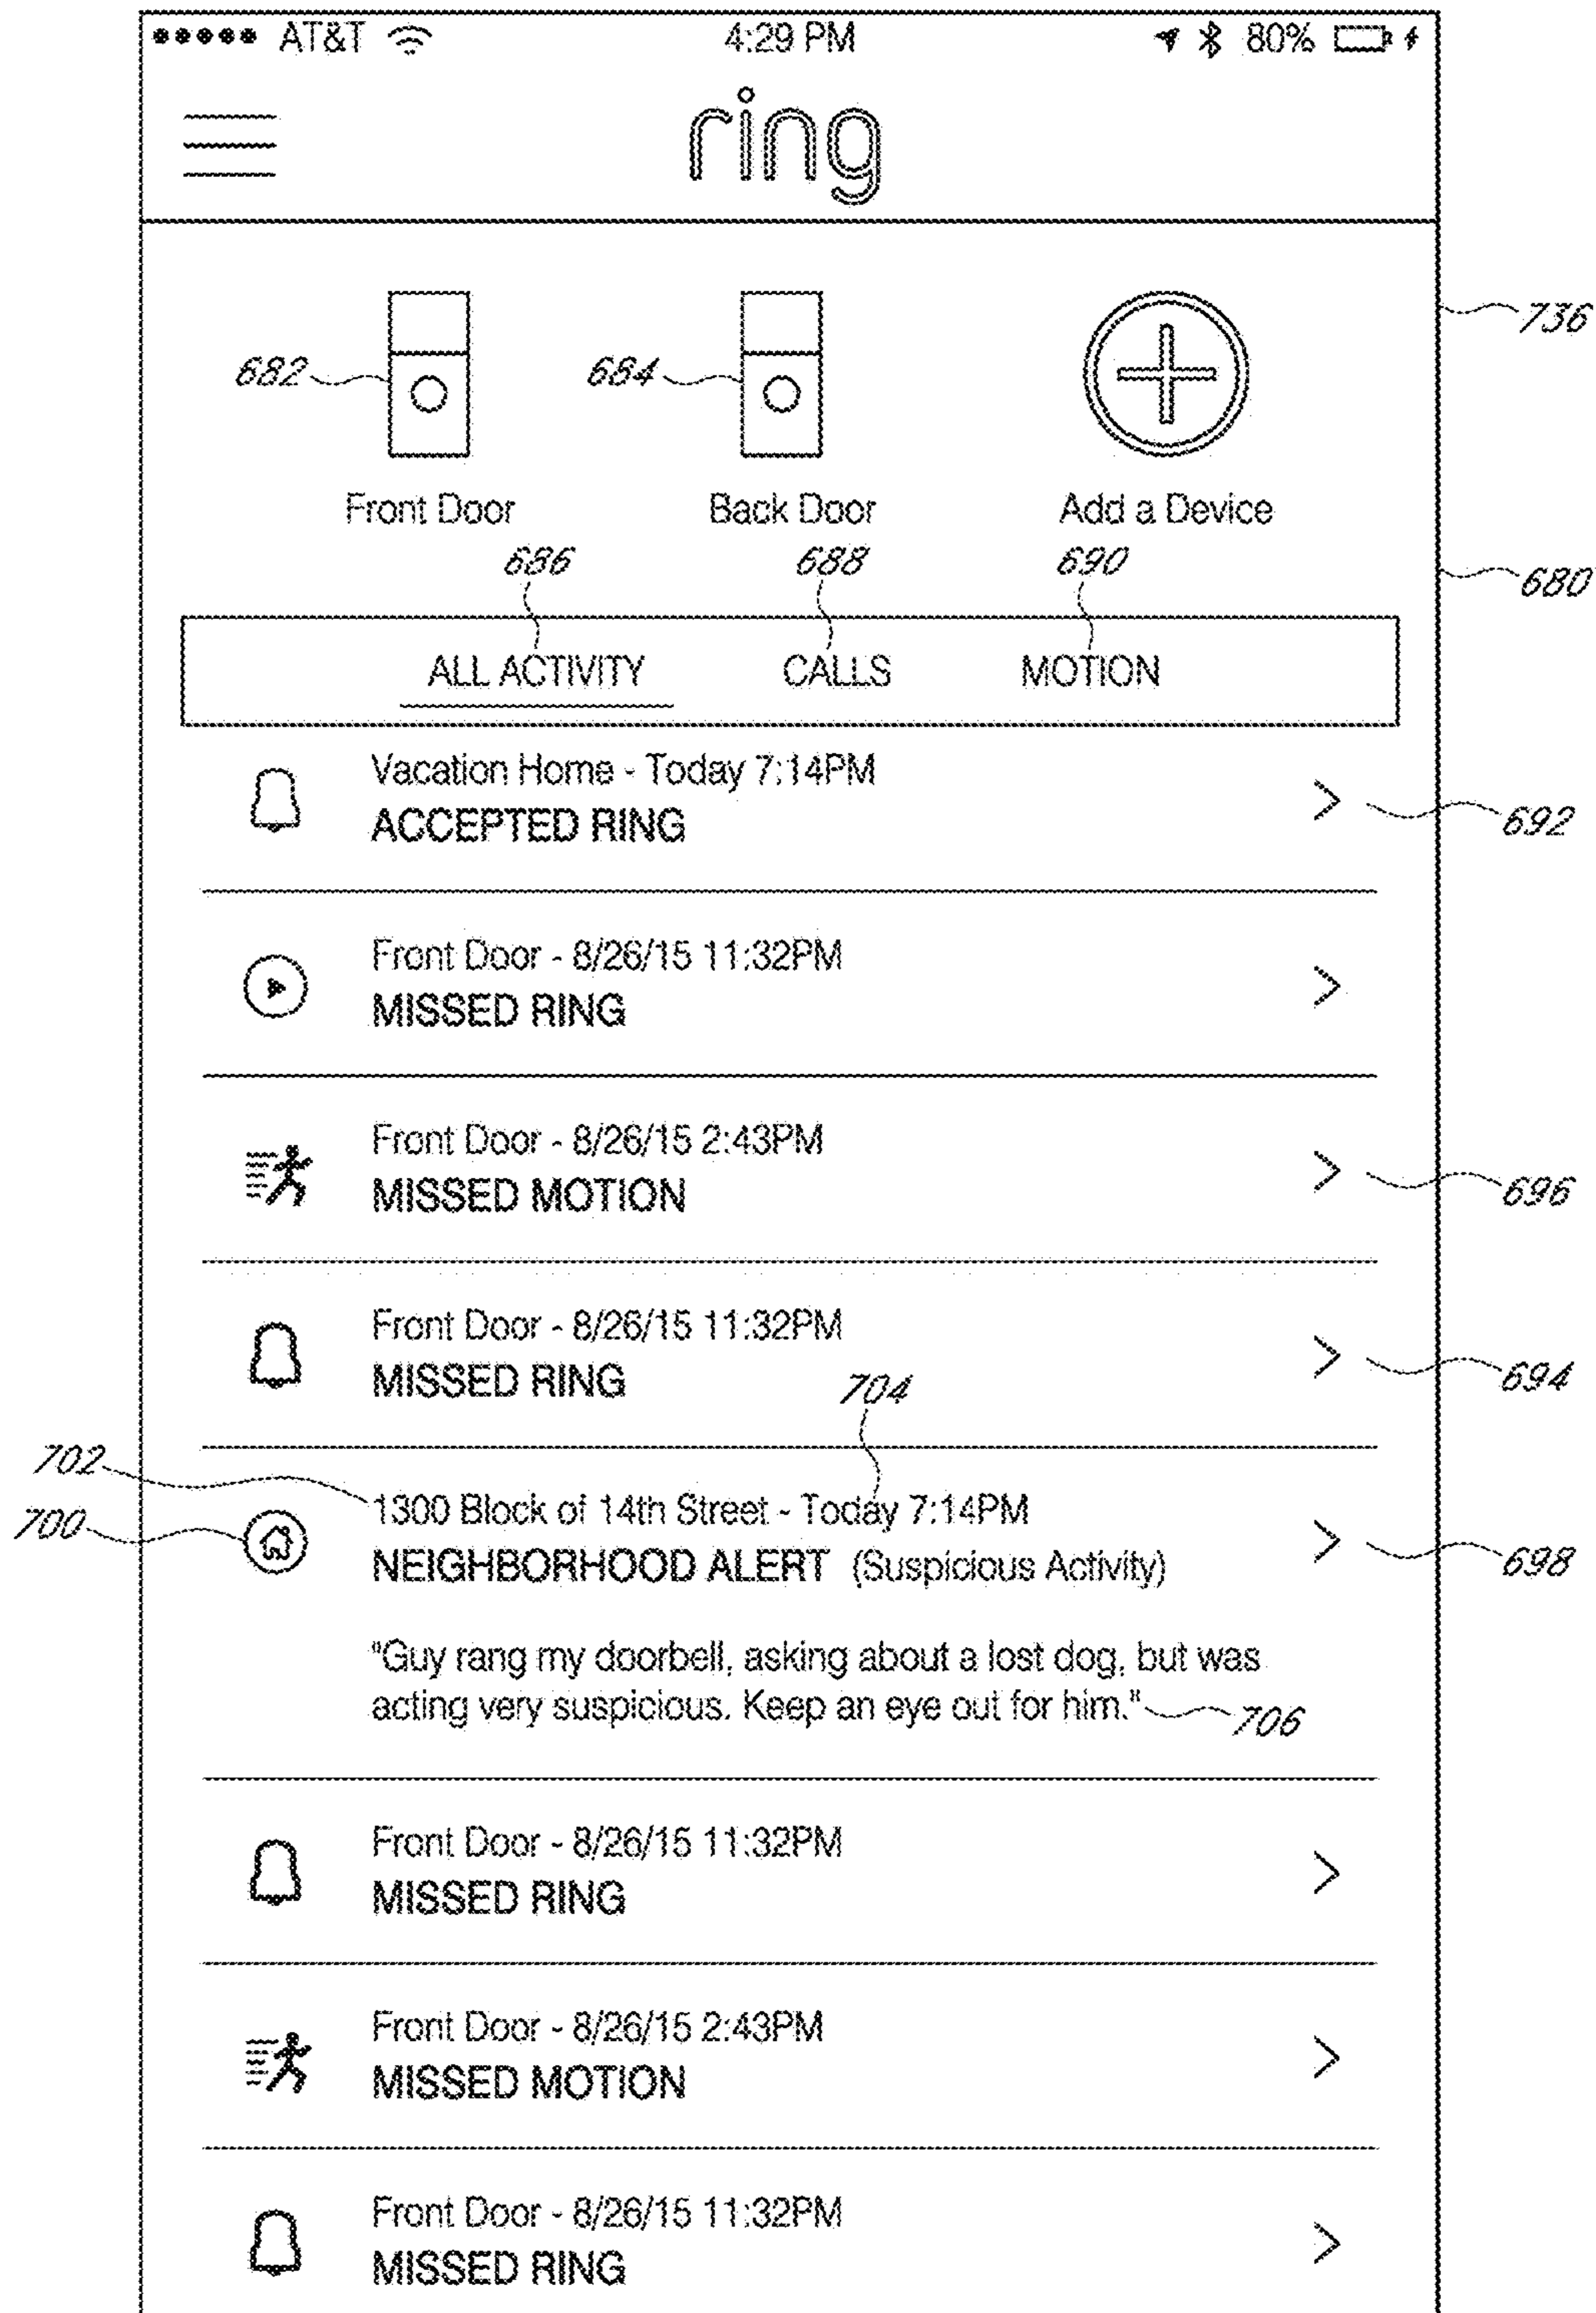 AT&T 4:29 PM 80%
ring
736
682 684
Front Door Back Door Add a Device
686 688 690
680
ALL ACTIVITY CALLS MOTION
Vacation Home - Today 7:14PM
ACCEPTED RING
692
Front Door - 8/26/15 11:32PM
MISSED RING
Front Door - 8/26/15 2:43PM
MISSED MOTION
696
Front Door - 8/26/15 11:32PM
MISSED RING
694
704
702
1300 Block of 14th Street - Today 7:14PM
700
NEIGHBORHOOD ALERT (Suspicious Activity)
698
"Guy rang my doorbell, asking about a lost dog, but was
acting very suspicious. Keep an eye out for him."
706
Front Door - 8/26/15 11:32PM
MISSED RING
Front Door - 8/26/15 2:43PM
MISSED MOTION
Front Door - 8/26/15 11:32PM
MISSED RING